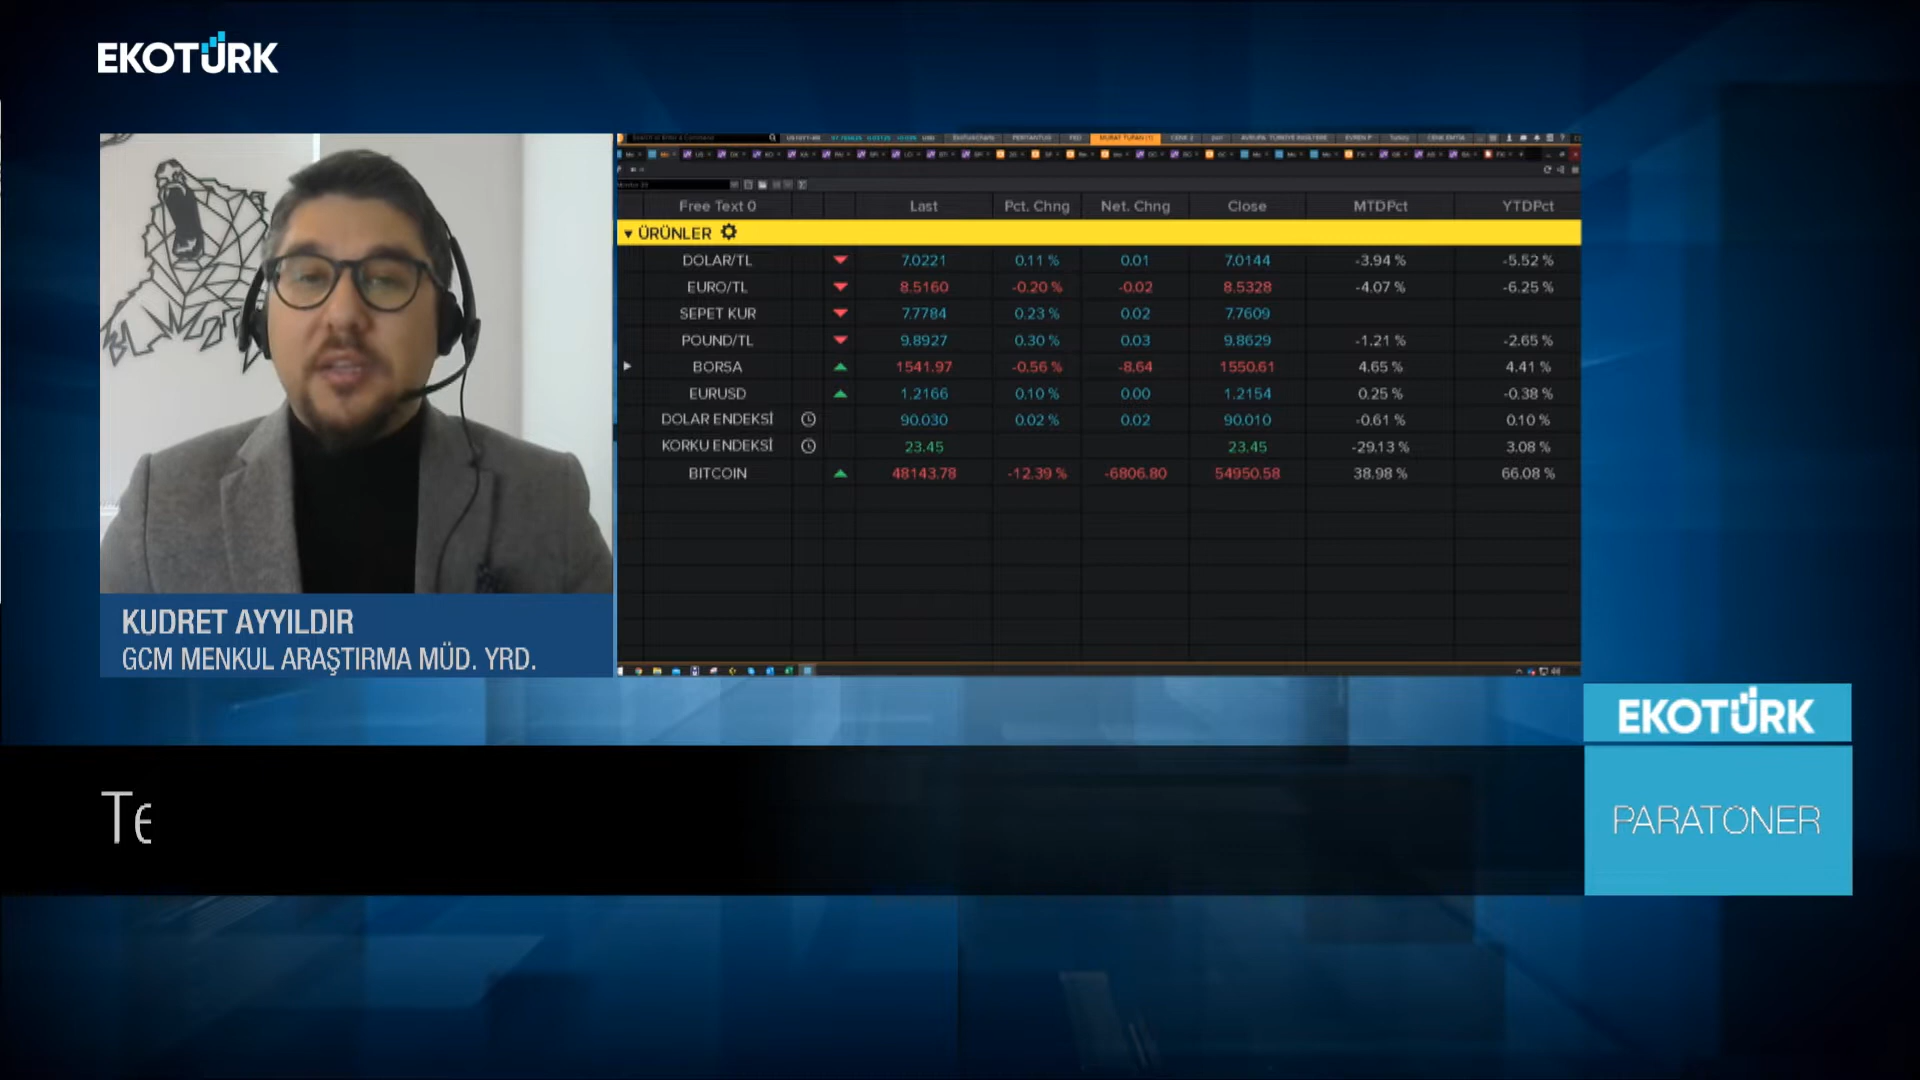 EKOTÜRK
Free Text 0 Last Pct. Chng Net. Chng Close MTDPct YTDPct
ÜRÜNLER
DOLAR/TL 7.0221 0.11 % 0.01 7.0144 -3.94 % -5.52 %
EURO/TL 8.5160 -0.20 % -0.02 8.5328 -4.07 % -6.25 %
SEPET KUR 7.7784 0.23 % 0.02 7.7609
POUND/TL 9.8927 0.30 % 0.03 9.8629 -1.21 % -2.65 %
BORSA 1541.97 -0.56 % -8.64 1550.61 4.65 % 4.41 %
EURUSD 1.2166 0.10 % 0.00 1.2154 0.25 % -0.38 %
DOLAR ENDEKSİ 90.030 0.02 % 0.02 90.010 -0.61 % 0.10 %
KORKU ENDEKSİ 23.45 23.45 -29.13 % 3.08 %
BITCOIN 48143.78 -12.39 % -6806.80 54950.58 38.98 % 66.08 %
KUDRET AYYILDIR
GCM MENKUL ARAŞTIRMA MÜD. YRD.
EKOTÜRK
Te
PARATONER